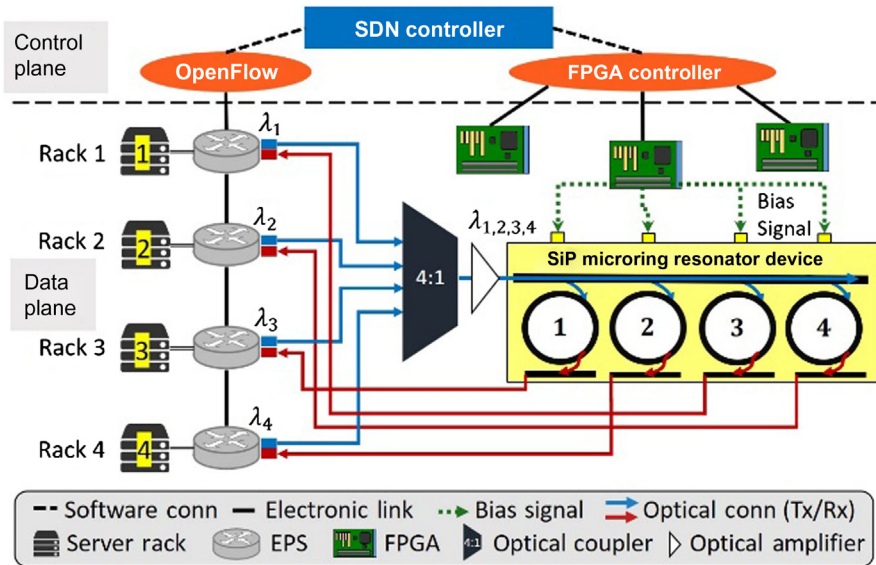 SDN controller
Control
plane
OpenFlow
FPGA controller
Rack 1
1
λ1
Rack 2
2
λ2
λ1,2,3,4
Bias
Signal
SiP microring resonator device
Data
plane
4:1
1 2 3 4
Rack 3
3
λ3
Rack 4
4
λ4
Software conn
Electronic link
Bias signal
Optical conn (Tx/Rx)
Server rack
EPS
FPGA
4:1
Optical coupler
Optical amplifier